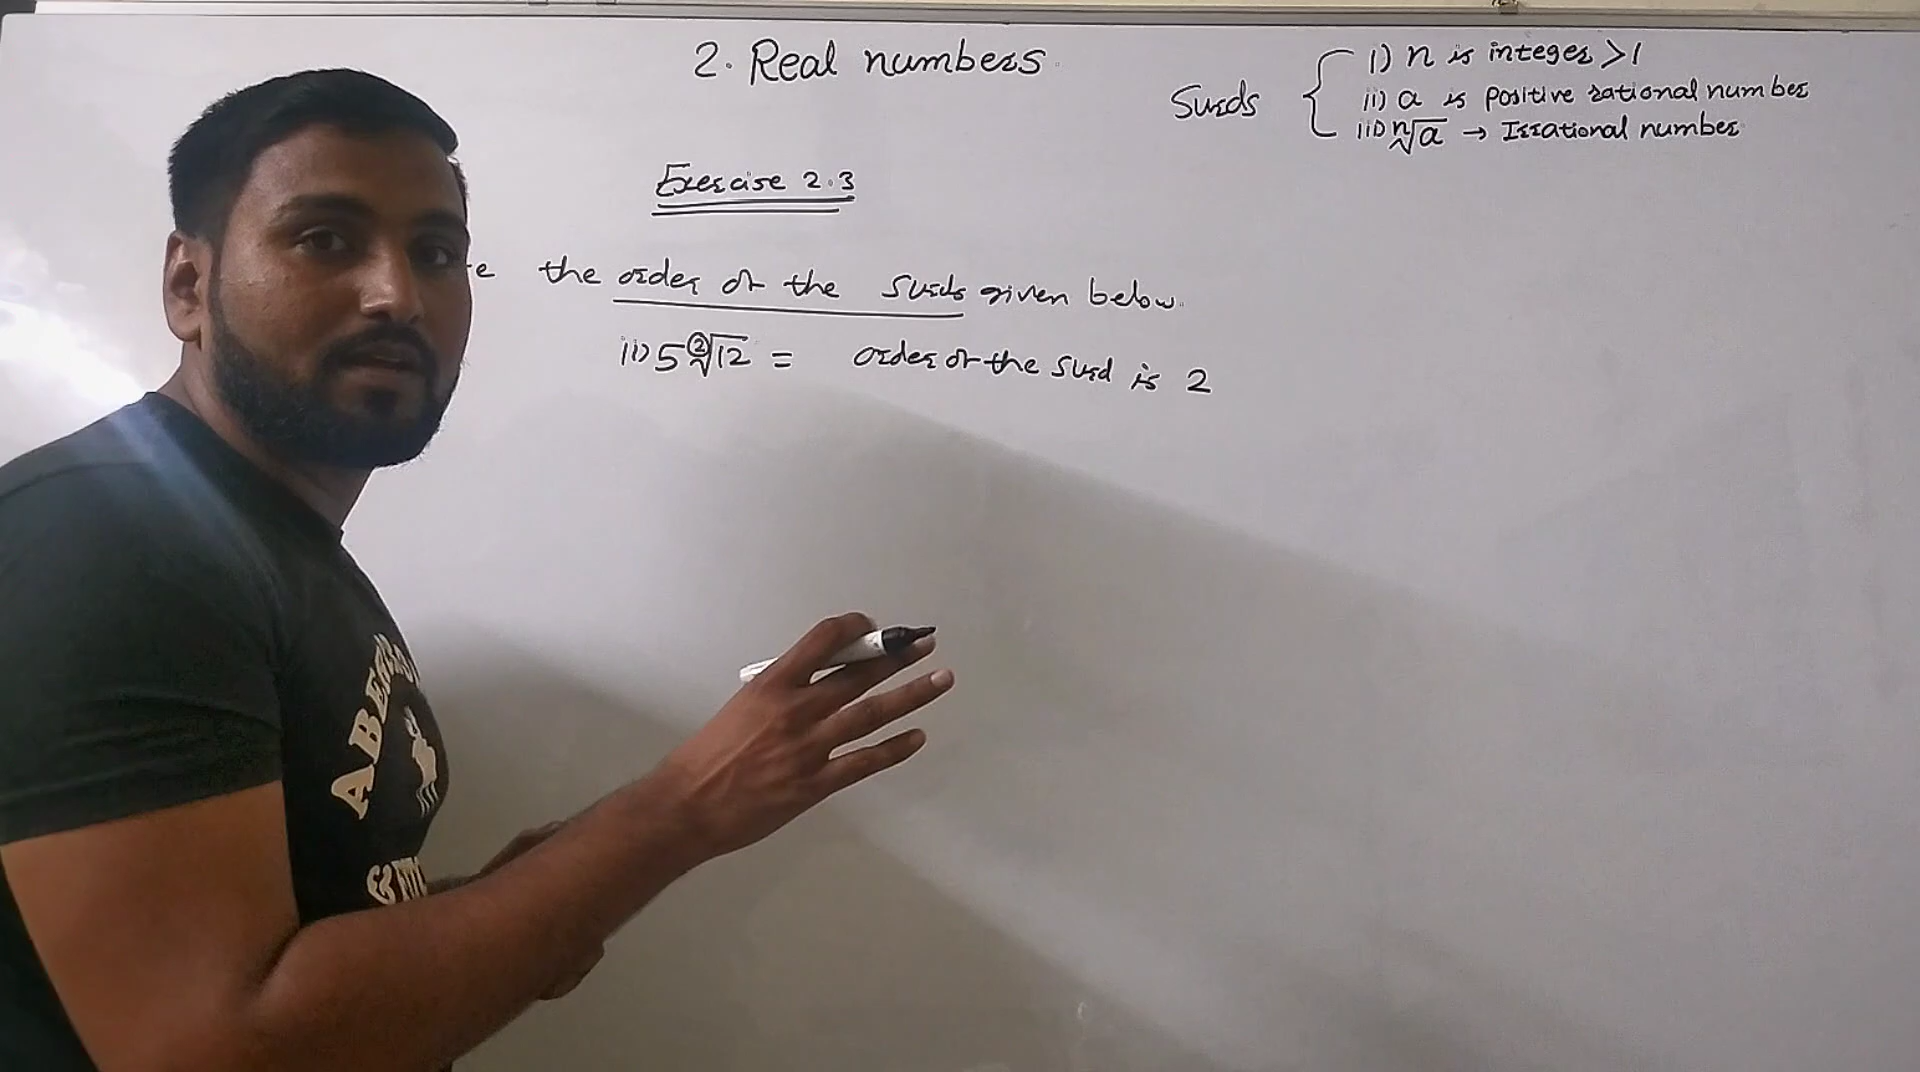 2. Real numbers
Surds
i) n is integer >1
ii) a is positive rational number
iii) ⁿ√a → Irrational number
Exercise 2.3
e the order of the surds given below.
ii) 5 ²√12 = order of the surd is 2